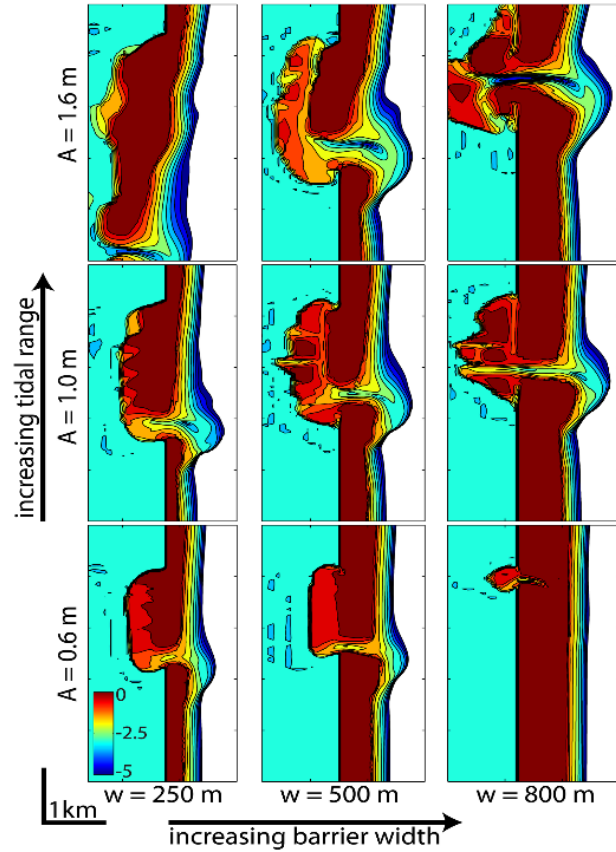 A = 1.6 m
increasing tidal range
A = 1.0 m
A = 0.6 m
0
-2.5
-5
1km
w = 250 m
w = 500 m
w = 800 m
increasing barrier width